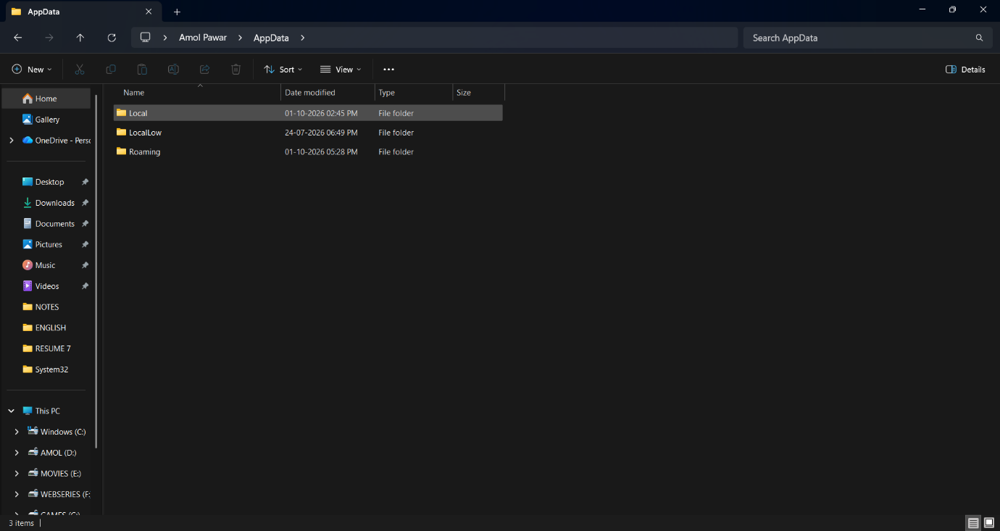 AppData
Amol Pawar > AppData >
Search AppData
New
Sort
View
Details
Home
Gallery
OneDrive - Perso
Desktop
Downloads
Documents
Pictures
Music
Videos
NOTES
ENGLISH
RESUME 7
System32
This PC
Windows (C:)
AMOL (D:)
MOVIES (E:)
WEBSERIES (F:
GAMES (G:)
Name Date modified Type Size
Local 01-10-2026 02:45 PM File folder
LocalLow 24-07-2026 06:49 PM File folder
Roaming 01-10-2026 05:28 PM File folder
3 items